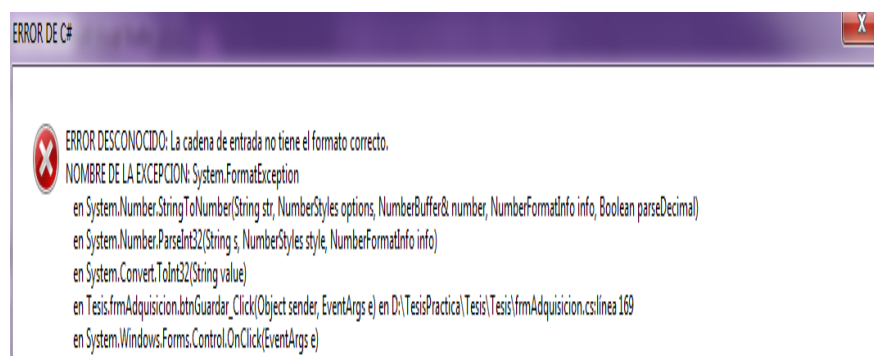 ERROR DE C#
X
ERROR DESCONOCIDO: La cadena de entrada no tiene el formato correcto.
NOMBRE DE LA EXCEPCION: System.FormatException
en System.Number.StringToNumber(String str, NumberStyles options, NumberBuffer& number, NumberFormatInfo info, Boolean parseDecimal)
en System.Number.ParseInt32(String s, NumberStyles style, NumberFormatInfo info)
en System.Convert.ToInt32(String value)
en Tesis.frmAdquisicion.btnGuardar_Click(Object sender, EventArgs e) en D:\TesisPractica\Tesis\Tesis\frmAdquisicion.cs:línea 169
en System.Windows.Forms.Control.OnClick(EventArgs e)